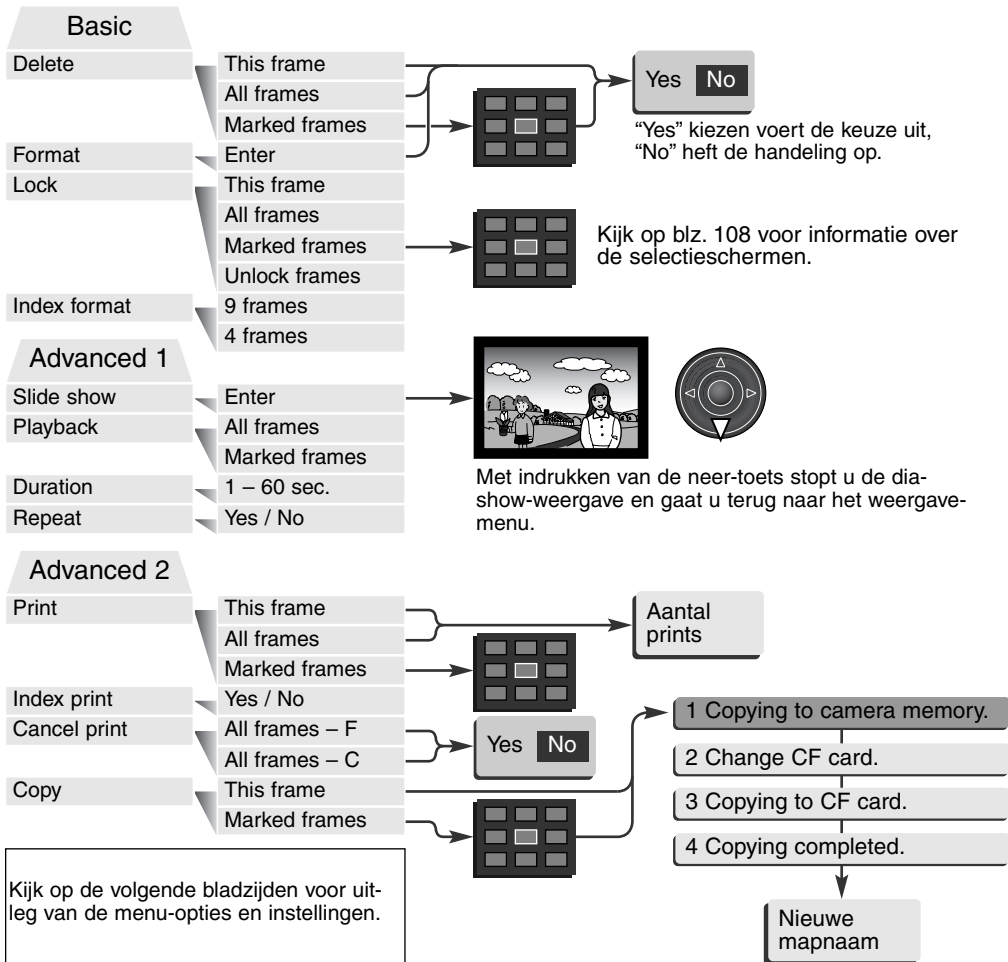 Basic
Delete
This frame
All frames
Marked frames
Yes No
“Yes” kiezen voert de keuze uit,
“No” heft de handeling op.
Format
Enter
Lock
This frame
All frames
Marked frames
Unlock frames
Kijk op blz. 108 voor informatie over
de selectieschermen.
Index format
9 frames
4 frames
Advanced 1
Slide show
Enter
Playback
All frames
Marked frames
Duration
1 – 60 sec.
Repeat
Yes / No
Met indrukken van de neer-toets stopt u de dia-
show-weergave en gaat u terug naar het weergave-
menu.
Advanced 2
Print
This frame
All frames
Marked frames
Aantal
prints
Index print
Yes / No
Cancel print
All frames – F
All frames – C
Yes No
Copy
This frame
Marked frames
1 Copying to camera memory.
2 Change CF card.
3 Copying to CF card.
4 Copying completed.
Nieuwe
mapnaam
Kijk op de volgende bladzijden voor uit-
leg van de menu-opties en instellingen.